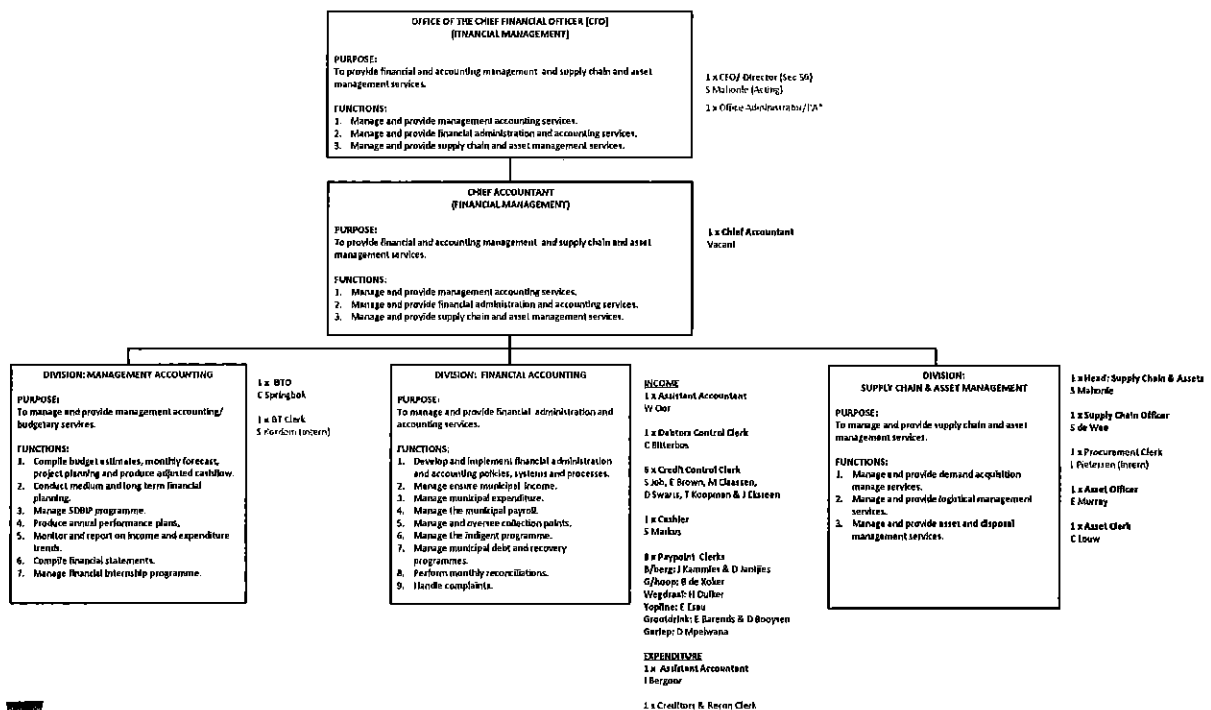 OFFICE OF THE CHIEF FINANCIAL OFFICER [CFO]
(FINANCIAL MANAGEMENT)
PURPOSE:
To provide financial and accounting management and supply chain and asset
management services.
FUNCTIONS:
1. Manage and provide management accounting services.
2. Manage and provide financial administration and accounting services.
3. Manage and provide supply chain and asset management services.
1 x CFO/ Director (Sec 56)
(Acting)
1 x Office Administrator/
CHIEF ACCOUNTANT
(FINANCIAL MANAGEMENT)
PURPOSE:
To provide financial and accounting management and supply chain and asset
management services.
FUNCTIONS:
1. Manage and provide management accounting services.
2. Manage and provide financial administration and accounting services.
3. Manage and provide supply chain and asset management services.
1 x Chief Accountant
Vacant
DIVISION: MANAGEMENT ACCOUNTING
PURPOSE:
To manage and provide management accounting/
budgetary services.
FUNCTIONS:
1. Compile budget estimates, monthly forecast,
project planning and produce adjusted cashflow.
2. Conduct medium and long term financial
planning.
3. Manage SDBIP programme.
4. Produce annual performance plans.
5. Monitor and report on income and expenditure
trends.
6. Compile financial statements.
7. Manage financial internship programme.
1 x BTO
C Springbok
1 x BT Clerk
S (Intern)
DIVISION: FINANCIAL ACCOUNTING
PURPOSE:
To manage and provide financial administration and
accounting services.
FUNCTIONS:
1. Develop and implement financial administration
and accounting policies, systems and processes.
2. Manage ensure municipal income.
3. Manage municipal expenditure.
4. Manage the municipal payroll.
5. Manage and oversee collection points.
6. Manage the indigent programme.
7. Manage municipal debt and recovery
programmes.
8. Perform monthly reconciliations.
9. Handle complaints.
INCOME
1 x Assistant Accountant
W Oor
1 x Debtors Control Clerk
C Bitterbos
6 x Credit Control Clerk
S Job, E Brown, M Claassen,
D Swarts, T Koopman & J Eksteen
1 x Cashier
S Markus
8 x Paypoint Clerks
B/berg: J Kammies & D Jantjies
G/hoop: B de Koker
Wegdraai: H Duiker
Topline: E Esau
Grootdrink: E Barends & D Booysen
Gariep: D Mpelwana
EXPENDITURE
1 x Assistant Accountant
1 x Creditors & Recon Clerk
DIVISION:
SUPPLY CHAIN & ASSET MANAGEMENT
PURPOSE:
To manage and provide supply chain and asset
management services.
FUNCTIONS:
1. Manage and provide demand acquisition
manage services.
2. Manage and provide logistical management
services.
3. Manage and provide asset and disposal
management services.
1 x Head: Supply Chain & Assets
1 x Supply Chain Officer
S de Wee
1 x Procurement Clerk
L Pietersen (Intern)
1 x Asset Officer
E Murray
1 x Asset Clerk
C Louw